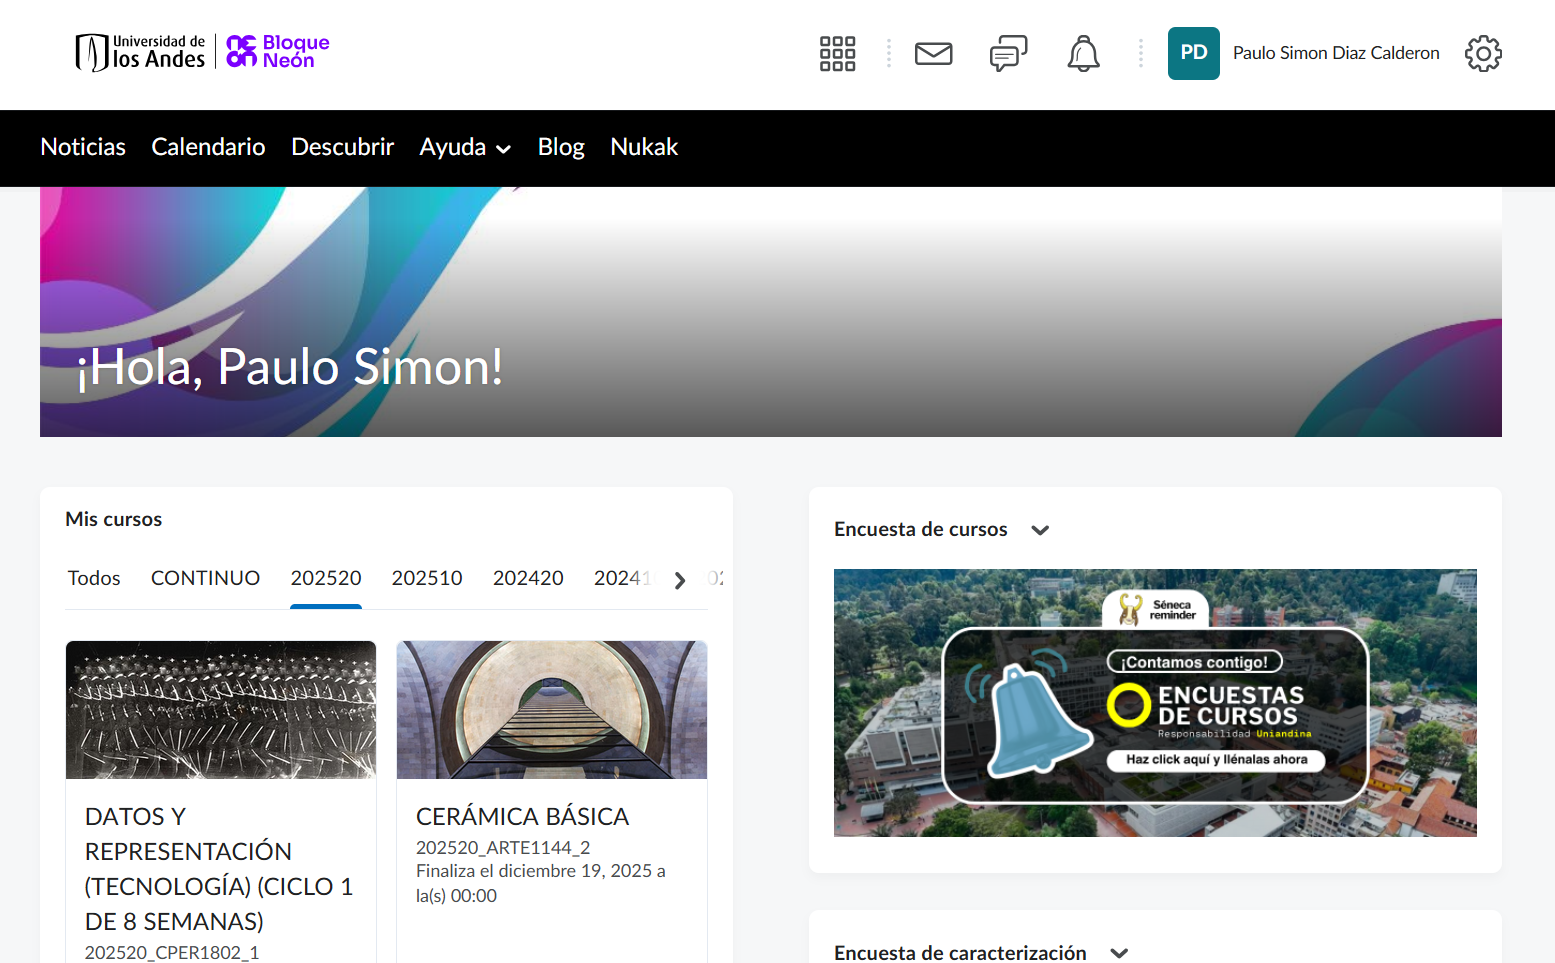 Universidad de
los Andes
Bloque
Neón
PD
Paulo Simon Diaz Calderon
Noticias
Calendario
Descubrir
Ayuda
Blog
Nukak
¡Hola, Paulo Simon!
Mis cursos
Todos
CONTINUO
202520
202510
202420
20241
DATOS Y
REPRESENTACIÓN
(TECNOLOGÍA) (CICLO 1
DE 8 SEMANAS)
202520_CPER1802_1
CERÁMICA BÁSICA
202520_ARTE1144_2
Finaliza el diciembre 19, 2025 a
la(s) 00:00
Encuesta de cursos
Séneca
reminder
¡Contamos contigo!
ENCUESTAS
DE CURSOS
Responsabilidad Uniandina
Haz click aquí y llénalas ahora
Encuesta de caracterización